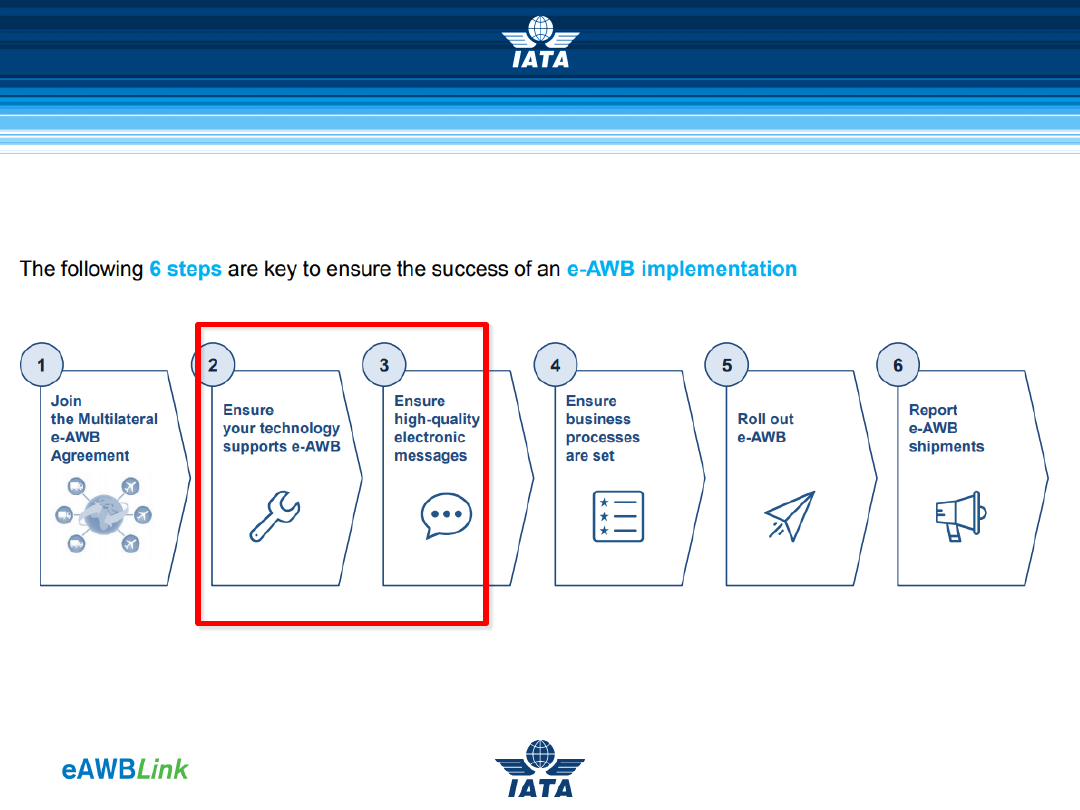 IATA
The following 6 steps are key to ensure the success of an e-AWB implementation
1
Join
the Multilateral
e-AWB
Agreement
2
Ensure
your technology
supports e-AWB
3
Ensure
high-quality
electronic
messages
4
Ensure
business
processes
are set
5
Roll out
e-AWB
6
Report
e-AWB
shipments
eAWBLink
IATA